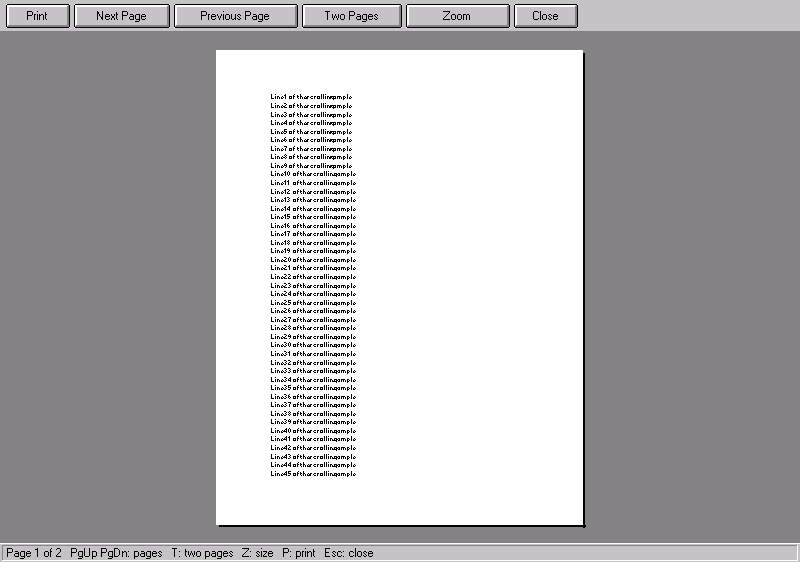 Print
Next Page
Previous Page
Two Pages
Zoom
Close
Line1 of the scrolling sample
Line2 of the scrolling sample
Line3 of the scrolling sample
Line4 of the scrolling sample
Line5 of the scrolling sample
Line6 of the scrolling sample
Line7 of the scrolling sample
Line8 of the scrolling sample
Line9 of the scrolling sample
Line10 of the scrolling sample
Line11 of the scrolling sample
Line12 of the scrolling sample
Line13 of the scrolling sample
Line14 of the scrolling sample
Line15 of the scrolling sample
Line16 of the scrolling sample
Line17 of the scrolling sample
Line18 of the scrolling sample
Line19 of the scrolling sample
Line20 of the scrolling sample
Line21 of the scrolling sample
Line22 of the scrolling sample
Line23 of the scrolling sample
Line24 of the scrolling sample
Line25 of the scrolling sample
Line26 of the scrolling sample
Line27 of the scrolling sample
Line28 of the scrolling sample
Line29 of the scrolling sample
Line30 of the scrolling sample
Line31 of the scrolling sample
Line32 of the scrolling sample
Line33 of the scrolling sample
Line34 of the scrolling sample
Line35 of the scrolling sample
Line36 of the scrolling sample
Line37 of the scrolling sample
Line38 of the scrolling sample
Line39 of the scrolling sample
Line40 of the scrolling sample
Line41 of the scrolling sample
Line42 of the scrolling sample
Line43 of the scrolling sample
Line44 of the scrolling sample
Line45 of the scrolling sample
Page 1 of 2 PgUp PgDn: pages T: two pages Z: size P: print Esc: close